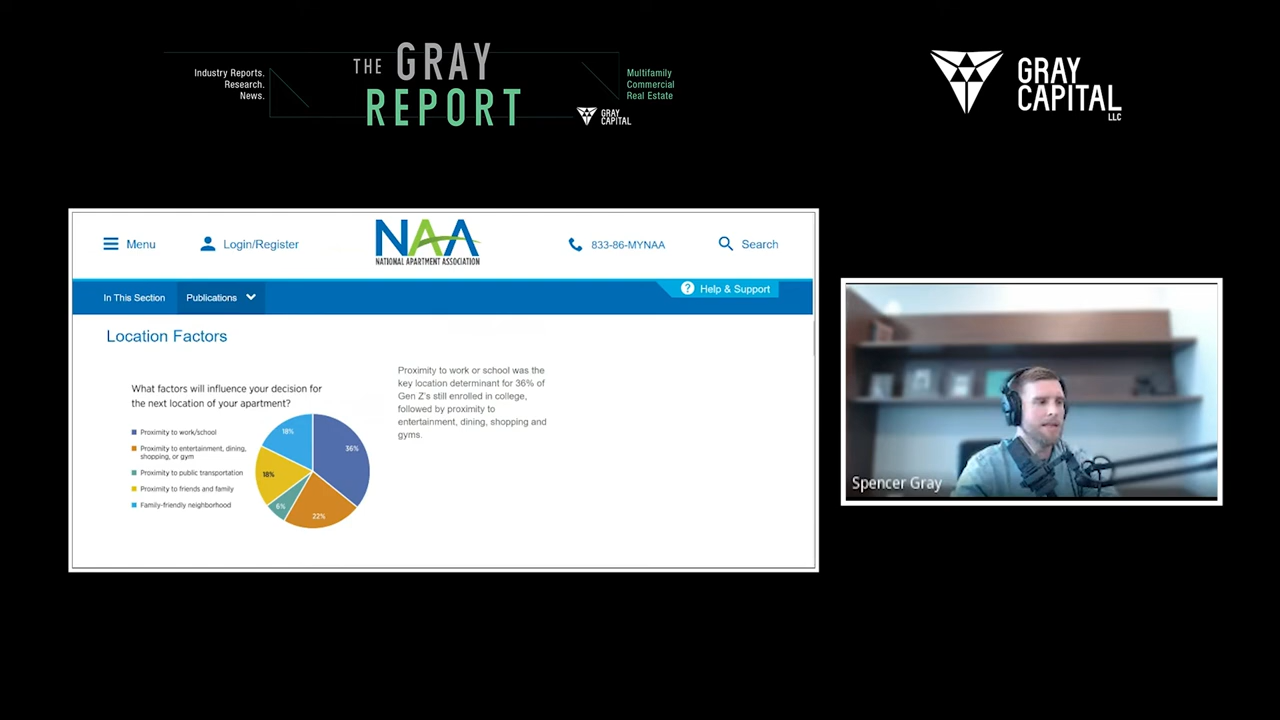 Industry Reports.
Research.
News.
THE GRAY
REPORT
Multifamily
Commercial
Real Estate
GRAY
CAPITAL
GRAY
CAPITAL
LLC
Menu
Login/Register
NAA
NATIONAL APARTMENT ASSOCIATION
833-86-MYNAA
Search
In This Section
Publications
? Help & Support
Location Factors
What factors will influence your decision for
the next location of your apartment?
Proximity to work/school
Proximity to entertainment, dining,
shopping, or gym
Proximity to public transportation
Proximity to friends and family
Family-friendly neighborhood
18%
36%
18%
6%
22%
Proximity to work or school was the
key location determinant for 36% of
Gen Z's still enrolled in college,
followed by proximity to
entertainment, dining, shopping and
gyms.
Spencer Gray